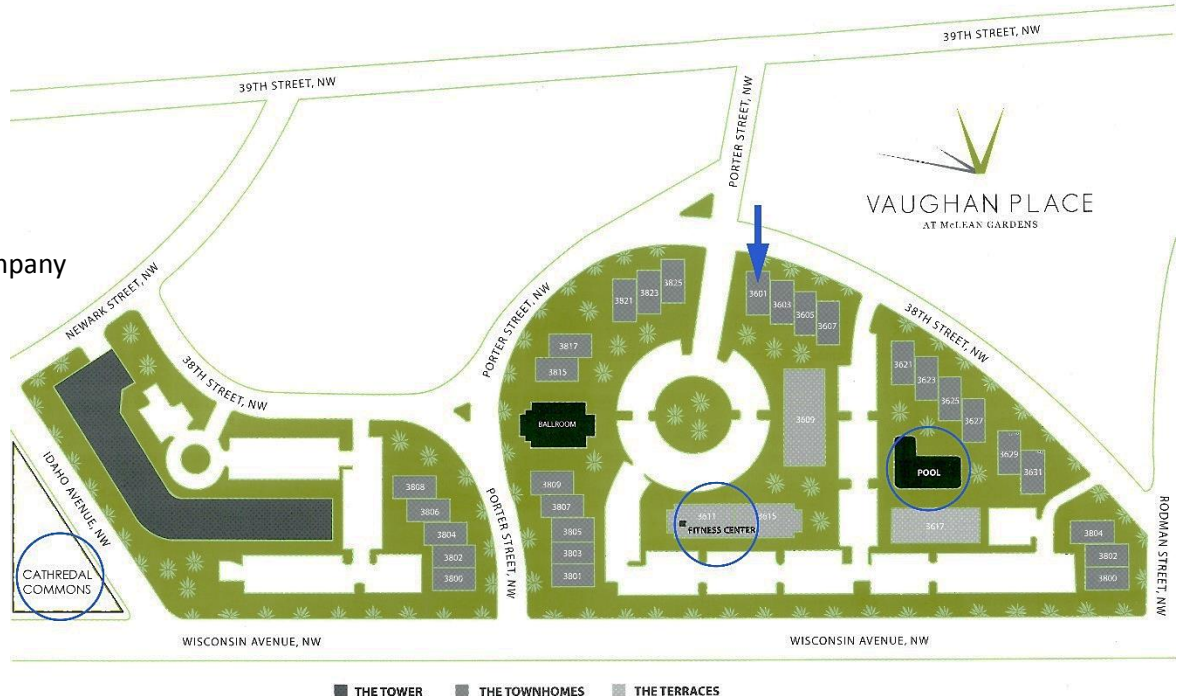 39TH STREET, NW
39TH STREET, NW
PORTER STREET, NW
VAUGHAN PLACE
AT McLEAN GARDENS
mpany
NEWARK STREET, NW
38TH STREET, NW
PORTER STREET, NW
38TH STREET, NW
3821
3823
3825
3601
3603
3605
3607
3817
3815
3621
3623
3625
3627
3609
BALLROOM
3629
3631
POOL
IDAHO AVENUE, NW
3808
3806
3804
3802
3800
PORTER STREET, NW
3809
3807
3805
3803
3801
3611
3815
FITNESS CENTER
3617
3804
3802
3800
RODMAN STREET, NW
CATHREDAL
COMMONS
WISCONSIN AVENUE, NW
WISCONSIN AVENUE, NW
THE TOWER
THE TOWNHOMES
THE TERRACES